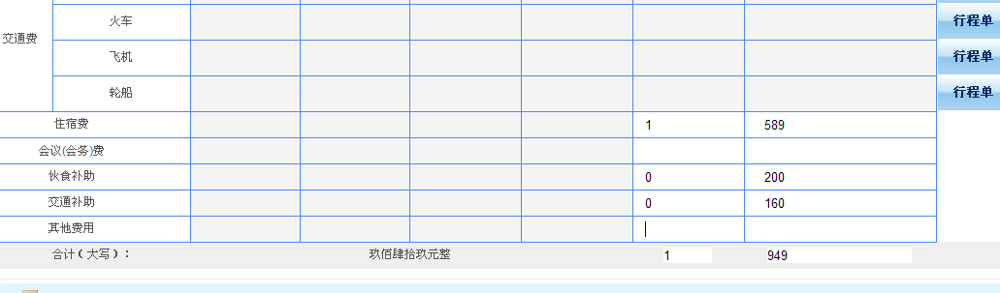 火车 行程单
交通费
飞机 行程单
轮船 行程单
住宿费 1 589
会议(会务)费
伙食补助 0 200
交通补助 0 160
其他费用
合计（大写）： 玖佰肆拾玖元整 1 949